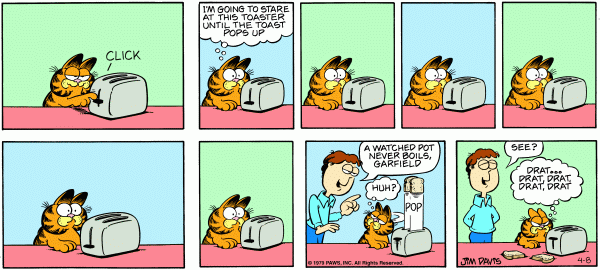 CLICK
I'M GOING TO STARE
AT THIS TOASTER
UNTIL THE TOAST
POPS UP
A WATCHED POT
NEVER BOILS,
GARFIELD
HUH?
POP
© 1979 PAWS, INC. All Rights Reserved.
SEE?
DRAT...
DRAT, DRAT,
DRAT, DRAT
JIM DAVIS
4-8